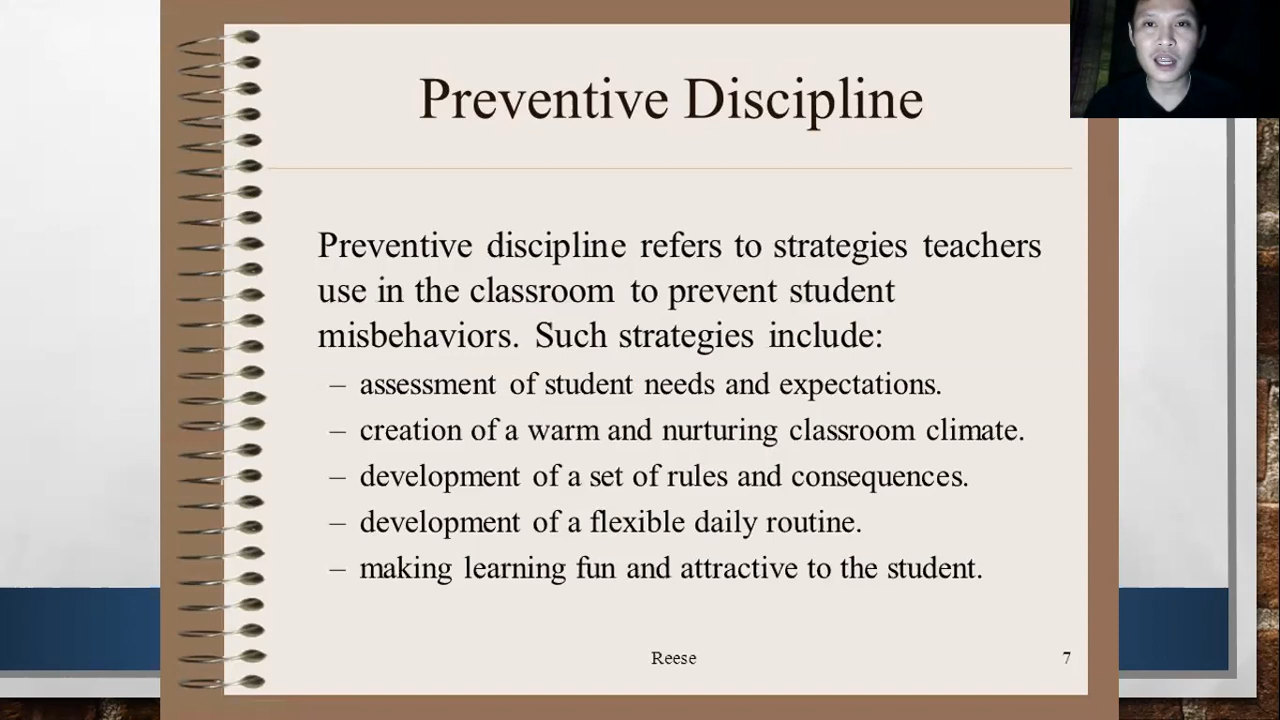 Preventive Discipline
Preventive discipline refers to strategies teachers
use in the classroom to prevent student
misbehaviors. Such strategies include:
– assessment of student needs and expectations.
– creation of a warm and nurturing classroom climate.
– development of a set of rules and consequences.
– development of a flexible daily routine.
– making learning fun and attractive to the student.
Reese
7